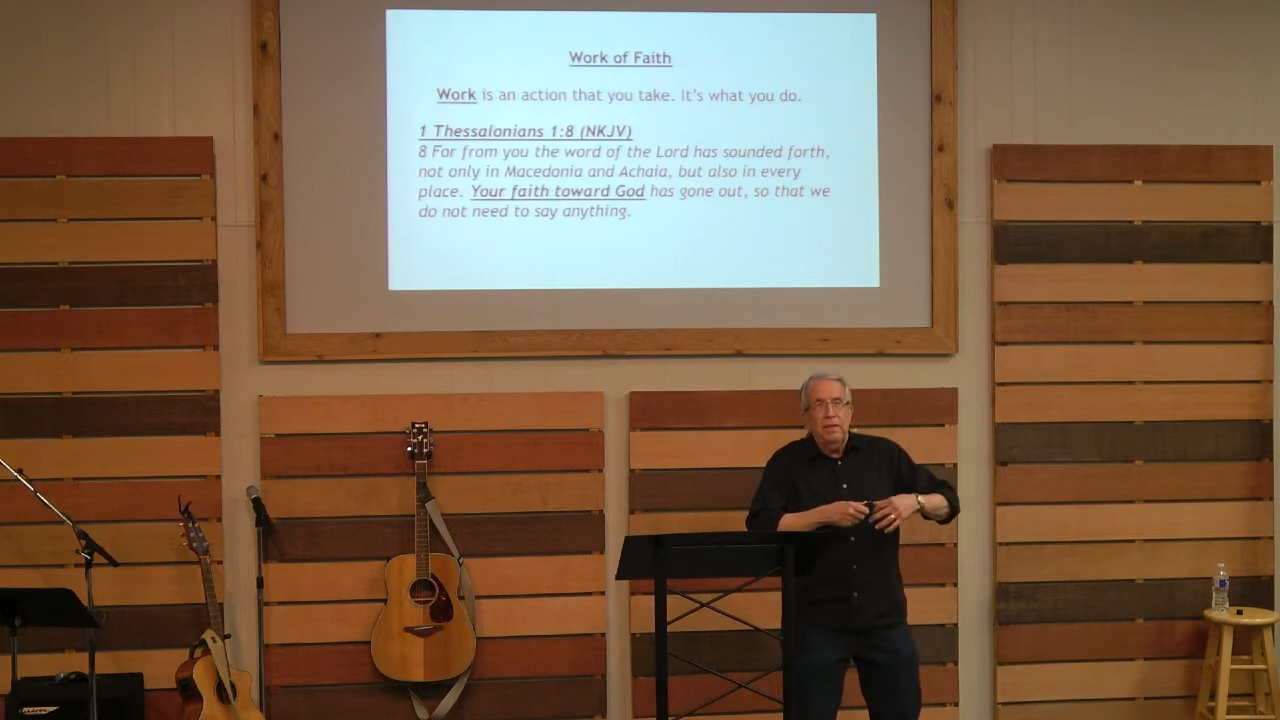 Work of Faith
Work is an action that you take. It's what you do.
1 Thessalonians 1:8 (NKJV)
8 For from you the word of the Lord has sounded forth,
not only in Macedonia and Achaia, but also in every
place. Your faith toward God has gone out, so that we
do not need to say anything.